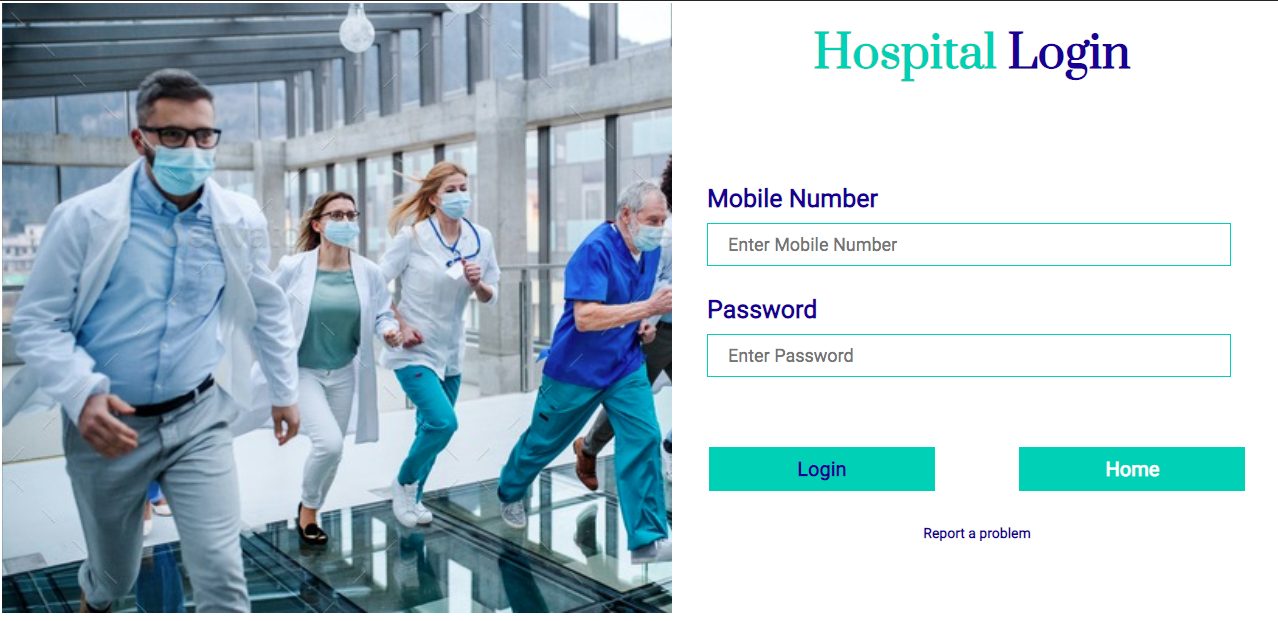 Hospital Login
Mobile Number
Enter Mobile Number
Password
Enter Password
Login Home
Report a problem